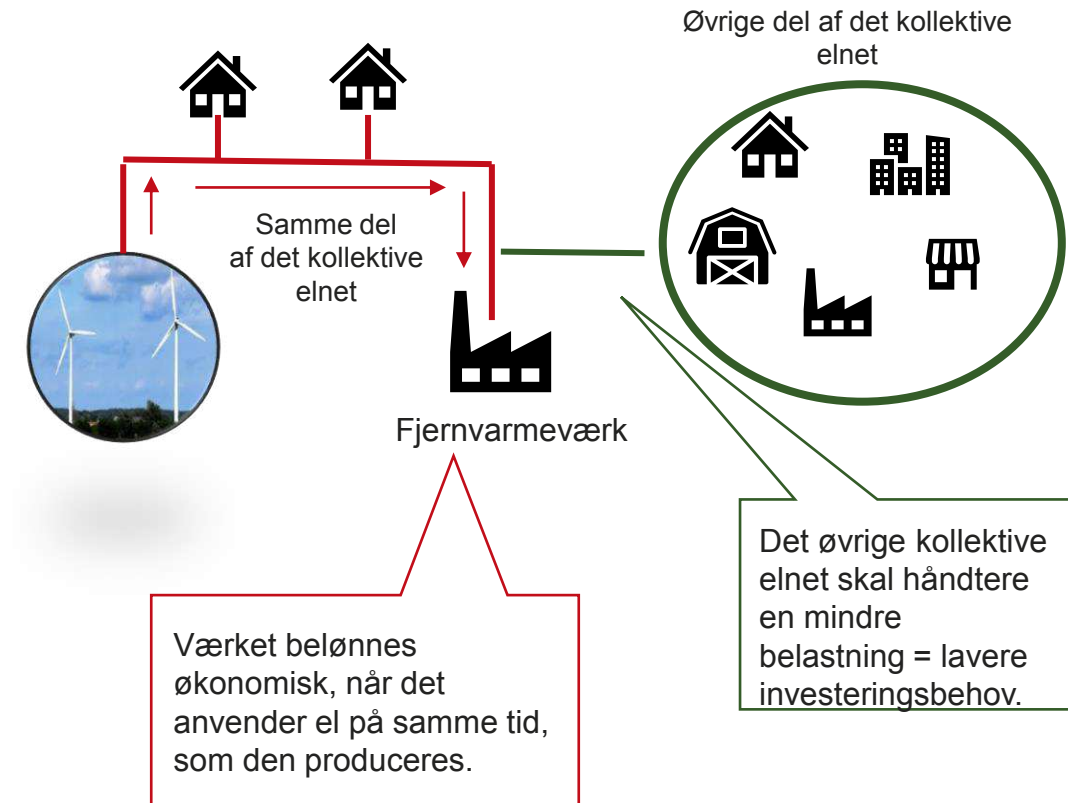 Øvrige del af det kollektive
elnet
Samme del
af det kollektive
elnet
Fjernvarmeværk
Værket belønnes
økonomisk, når det
anvender el på samme tid,
som den produceres.
Det øvrige kollektive
elnet skal håndtere
en mindre
belastning = lavere
investeringsbehov.